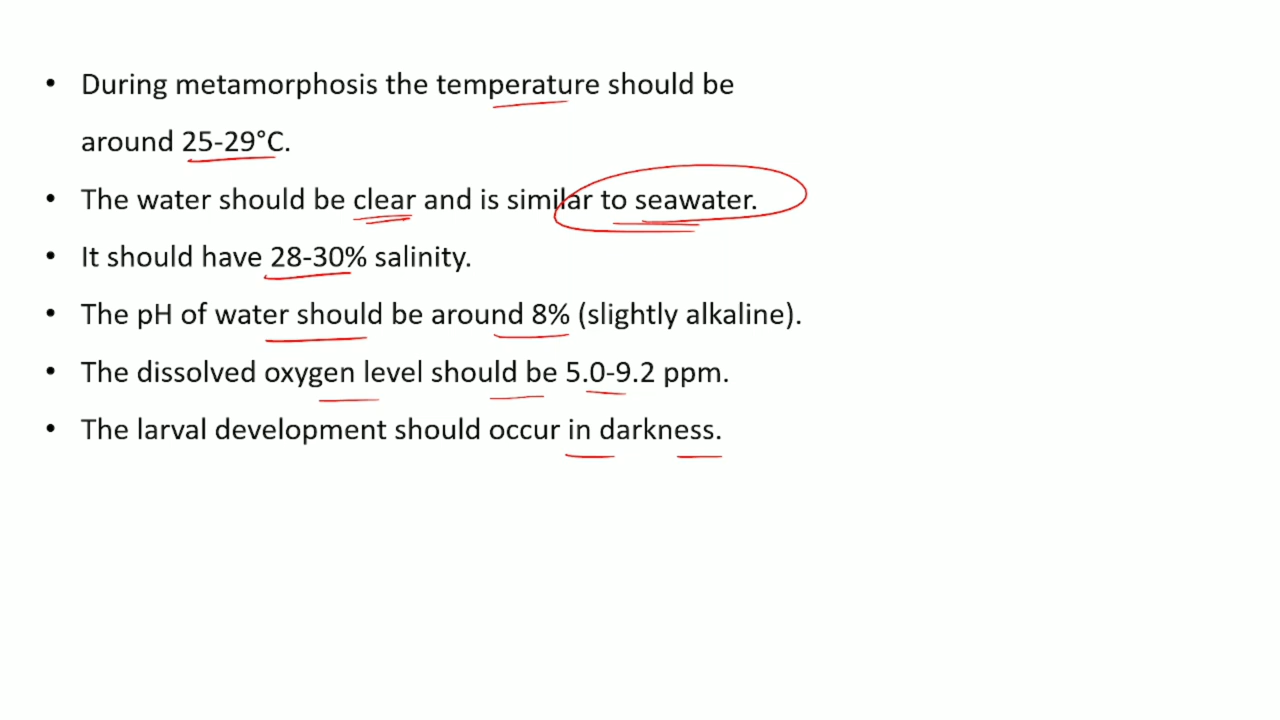 • During metamorphosis the temperature should be
around 25-29°C.
• The water should be clear and is similar to seawater.
• It should have 28-30% salinity.
• The pH of water should be around 8% (slightly alkaline).
• The dissolved oxygen level should be 5.0-9.2 ppm.
• The larval development should occur in darkness.